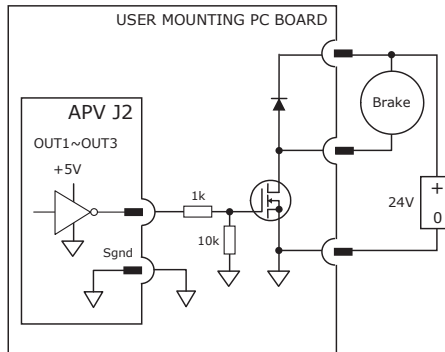 USER MOUNTING PC BOARD
APV J2
OUT1~OUT3
+5V
Brake
1k
24V
+
0
10k
Sgnd